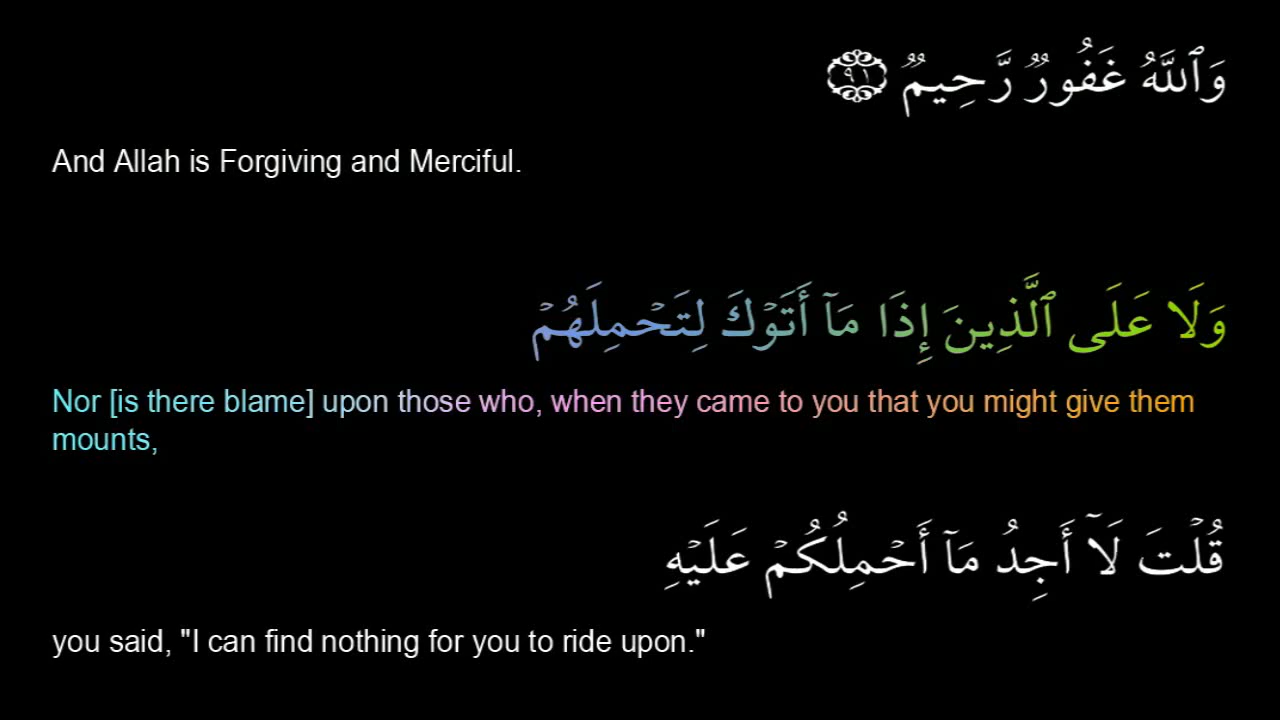 وَٱللَّهُ غَفُورٌ رَّحِيمٌ ٩١
And Allah is Forgiving and Merciful.
وَلَا عَلَى ٱلَّذِينَ إِذَا مَآ أَتَوْكَ لِتَحْمِلَهُمْ
Nor [is there blame] upon those who, when they came to you that you might give them
mounts,
قُلْتَ لَآ أَجِدُ مَآ أَحْمِلُكُمْ عَلَيْهِ
you said, "I can find nothing for you to ride upon."